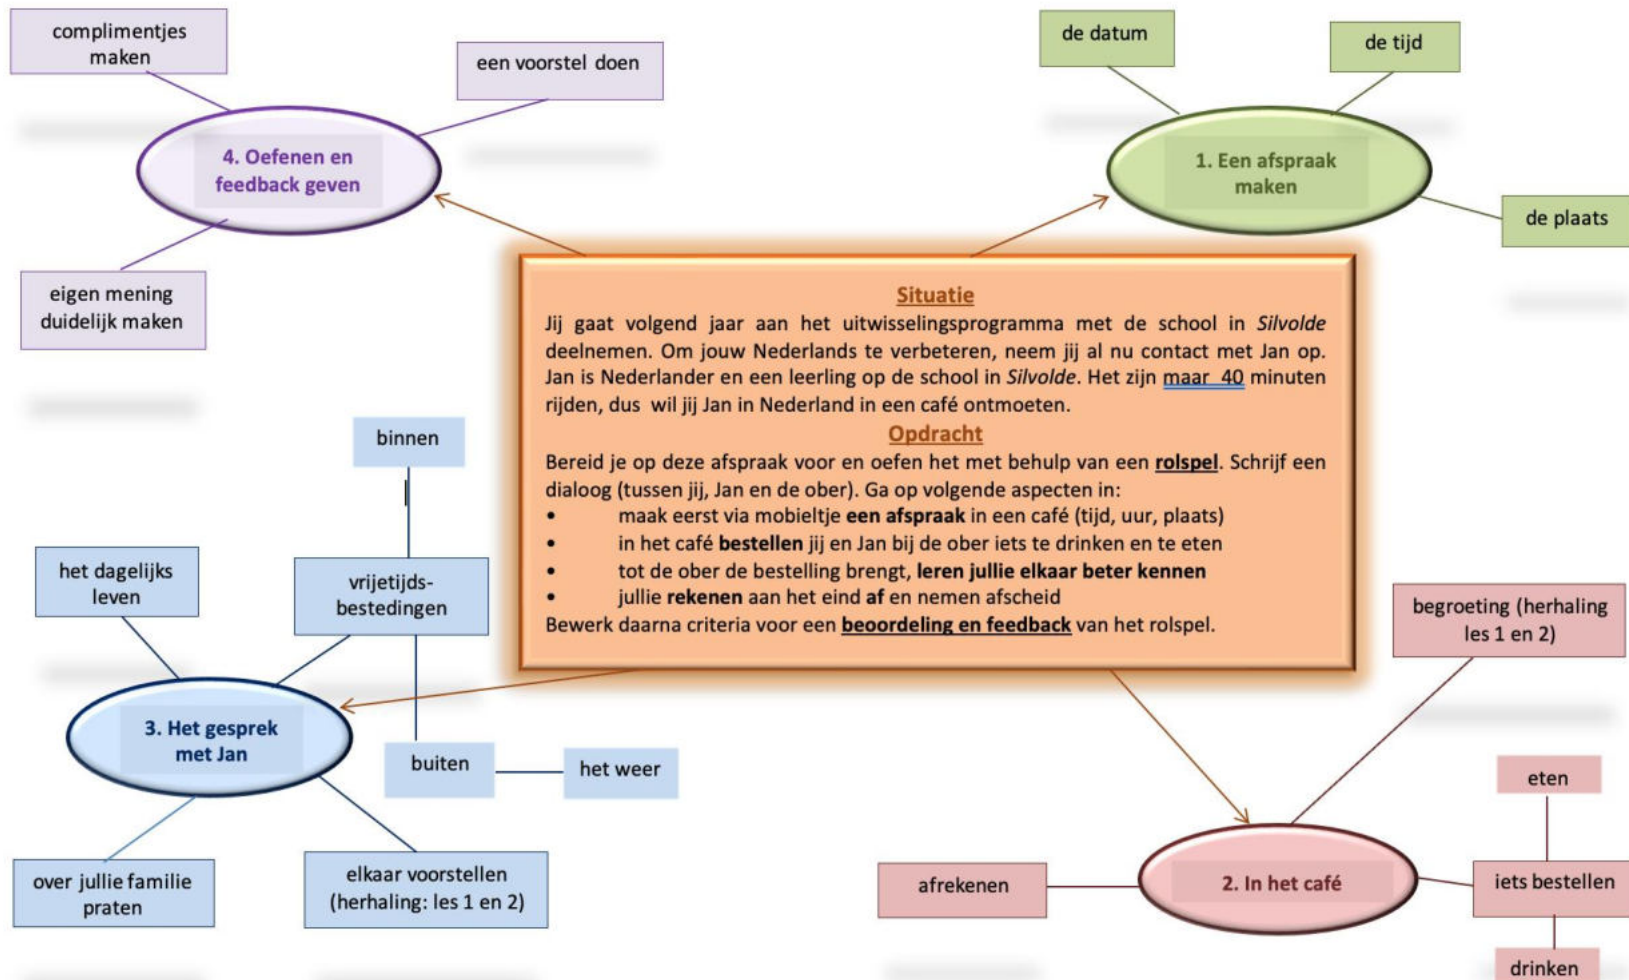 complimentjes
maken
een voorstel doen
4. Oefenen en
feedback geven
eigen mening
duidelijk maken
de datum
de tijd
1. Een afspraak
maken
de plaats
Situatie
Jij gaat volgend jaar aan het uitwisselingsprogramma met de school in Silvolde
deelnemen. Om jouw Nederlands te verbeteren, neem jij al nu contact met Jan op.
Jan is Nederlander en een leerling op de school in Silvolde. Het zijn maar 40 minuten
rijden, dus wil jij Jan in Nederland in een café ontmoeten.
Opdracht
Bereid je op deze afspraak voor en oefen het met behulp van een rolspel. Schrijf een
dialoog (tussen jij, Jan en de ober). Ga op volgende aspecten in:
• maak eerst via mobieltje een afspraak in een café (tijd, uur, plaats)
• in het café bestellen jij en Jan bij de ober iets te drinken en te eten
• tot de ober de bestelling brengt, leren jullie elkaar beter kennen
• jullie rekenen aan het eind af en nemen afscheid
Bewerk daarna criteria voor een beoordeling en feedback van het rolspel.
binnen
het dagelijks
leven
vrijetijds-
bestedingen
3. Het gesprek
met Jan
buiten
het weer
over jullie familie
praten
elkaar voorstellen
(herhaling: les 1 en 2)
begroeting (herhaling
les 1 en 2)
eten
afrekenen
2. In het café
iets bestellen
drinken